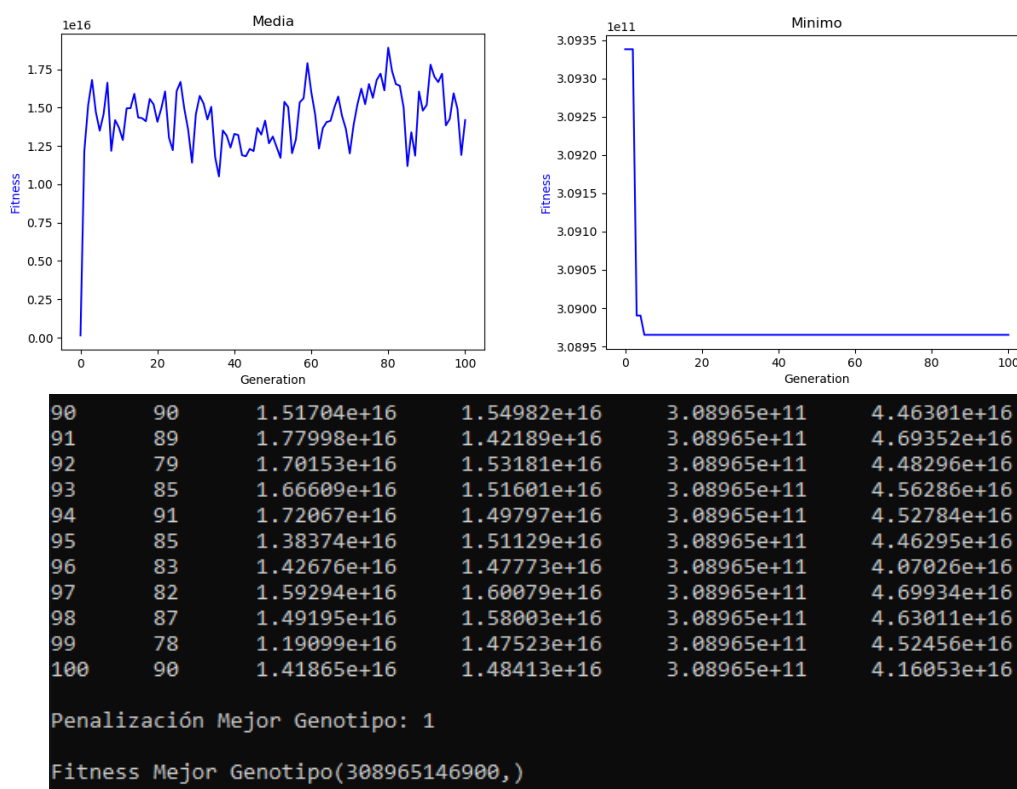 Media
1e16
1.75
1.50
1.25
1.00
0.75
0.50
0.25
0.00
Fitness
0 20 40 60 80 100
Generation
Minimo
1e11
3.0935
3.0930
3.0925
3.0920
3.0915
3.0910
3.0905
3.0900
3.0895
Fitness
0 20 40 60 80 100
Generation
90 90 1.51704e+16 1.54982e+16 3.08965e+11 4.46301e+16
91 89 1.77998e+16 1.42189e+16 3.08965e+11 4.69352e+16
92 79 1.70153e+16 1.53181e+16 3.08965e+11 4.48296e+16
93 85 1.66609e+16 1.51601e+16 3.08965e+11 4.56286e+16
94 91 1.72067e+16 1.49797e+16 3.08965e+11 4.52784e+16
95 85 1.38374e+16 1.51129e+16 3.08965e+11 4.46295e+16
96 83 1.42676e+16 1.47773e+16 3.08965e+11 4.07026e+16
97 82 1.59294e+16 1.60079e+16 3.08965e+11 4.69934e+16
98 87 1.49195e+16 1.58003e+16 3.08965e+11 4.63011e+16
99 78 1.19099e+16 1.47523e+16 3.08965e+11 4.52456e+16
100 90 1.41865e+16 1.48413e+16 3.08965e+11 4.16053e+16
Penalización Mejor Genotipo: 1
Fitness Mejor Genotipo(308965146900,)